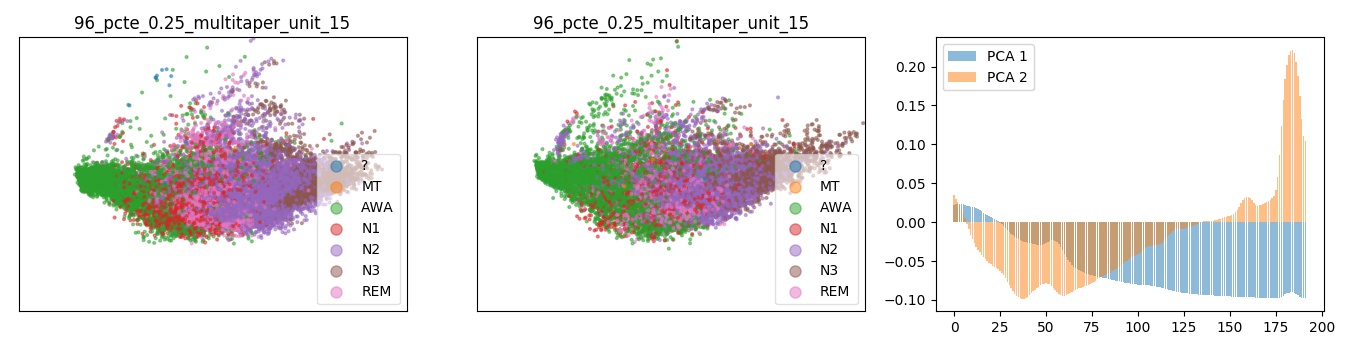 96_pcte_0.25_multitaper_unit_15
?
MT
AWA
N1
N2
N3
REM
96_pcte_0.25_multitaper_unit_15
?
MT
AWA
N1
N2
N3
REM
PCA 1
PCA 2
0.20
0.15
0.10
0.05
0.00
−0.05
−0.10
0 25 50 75 100 125 150 175 200